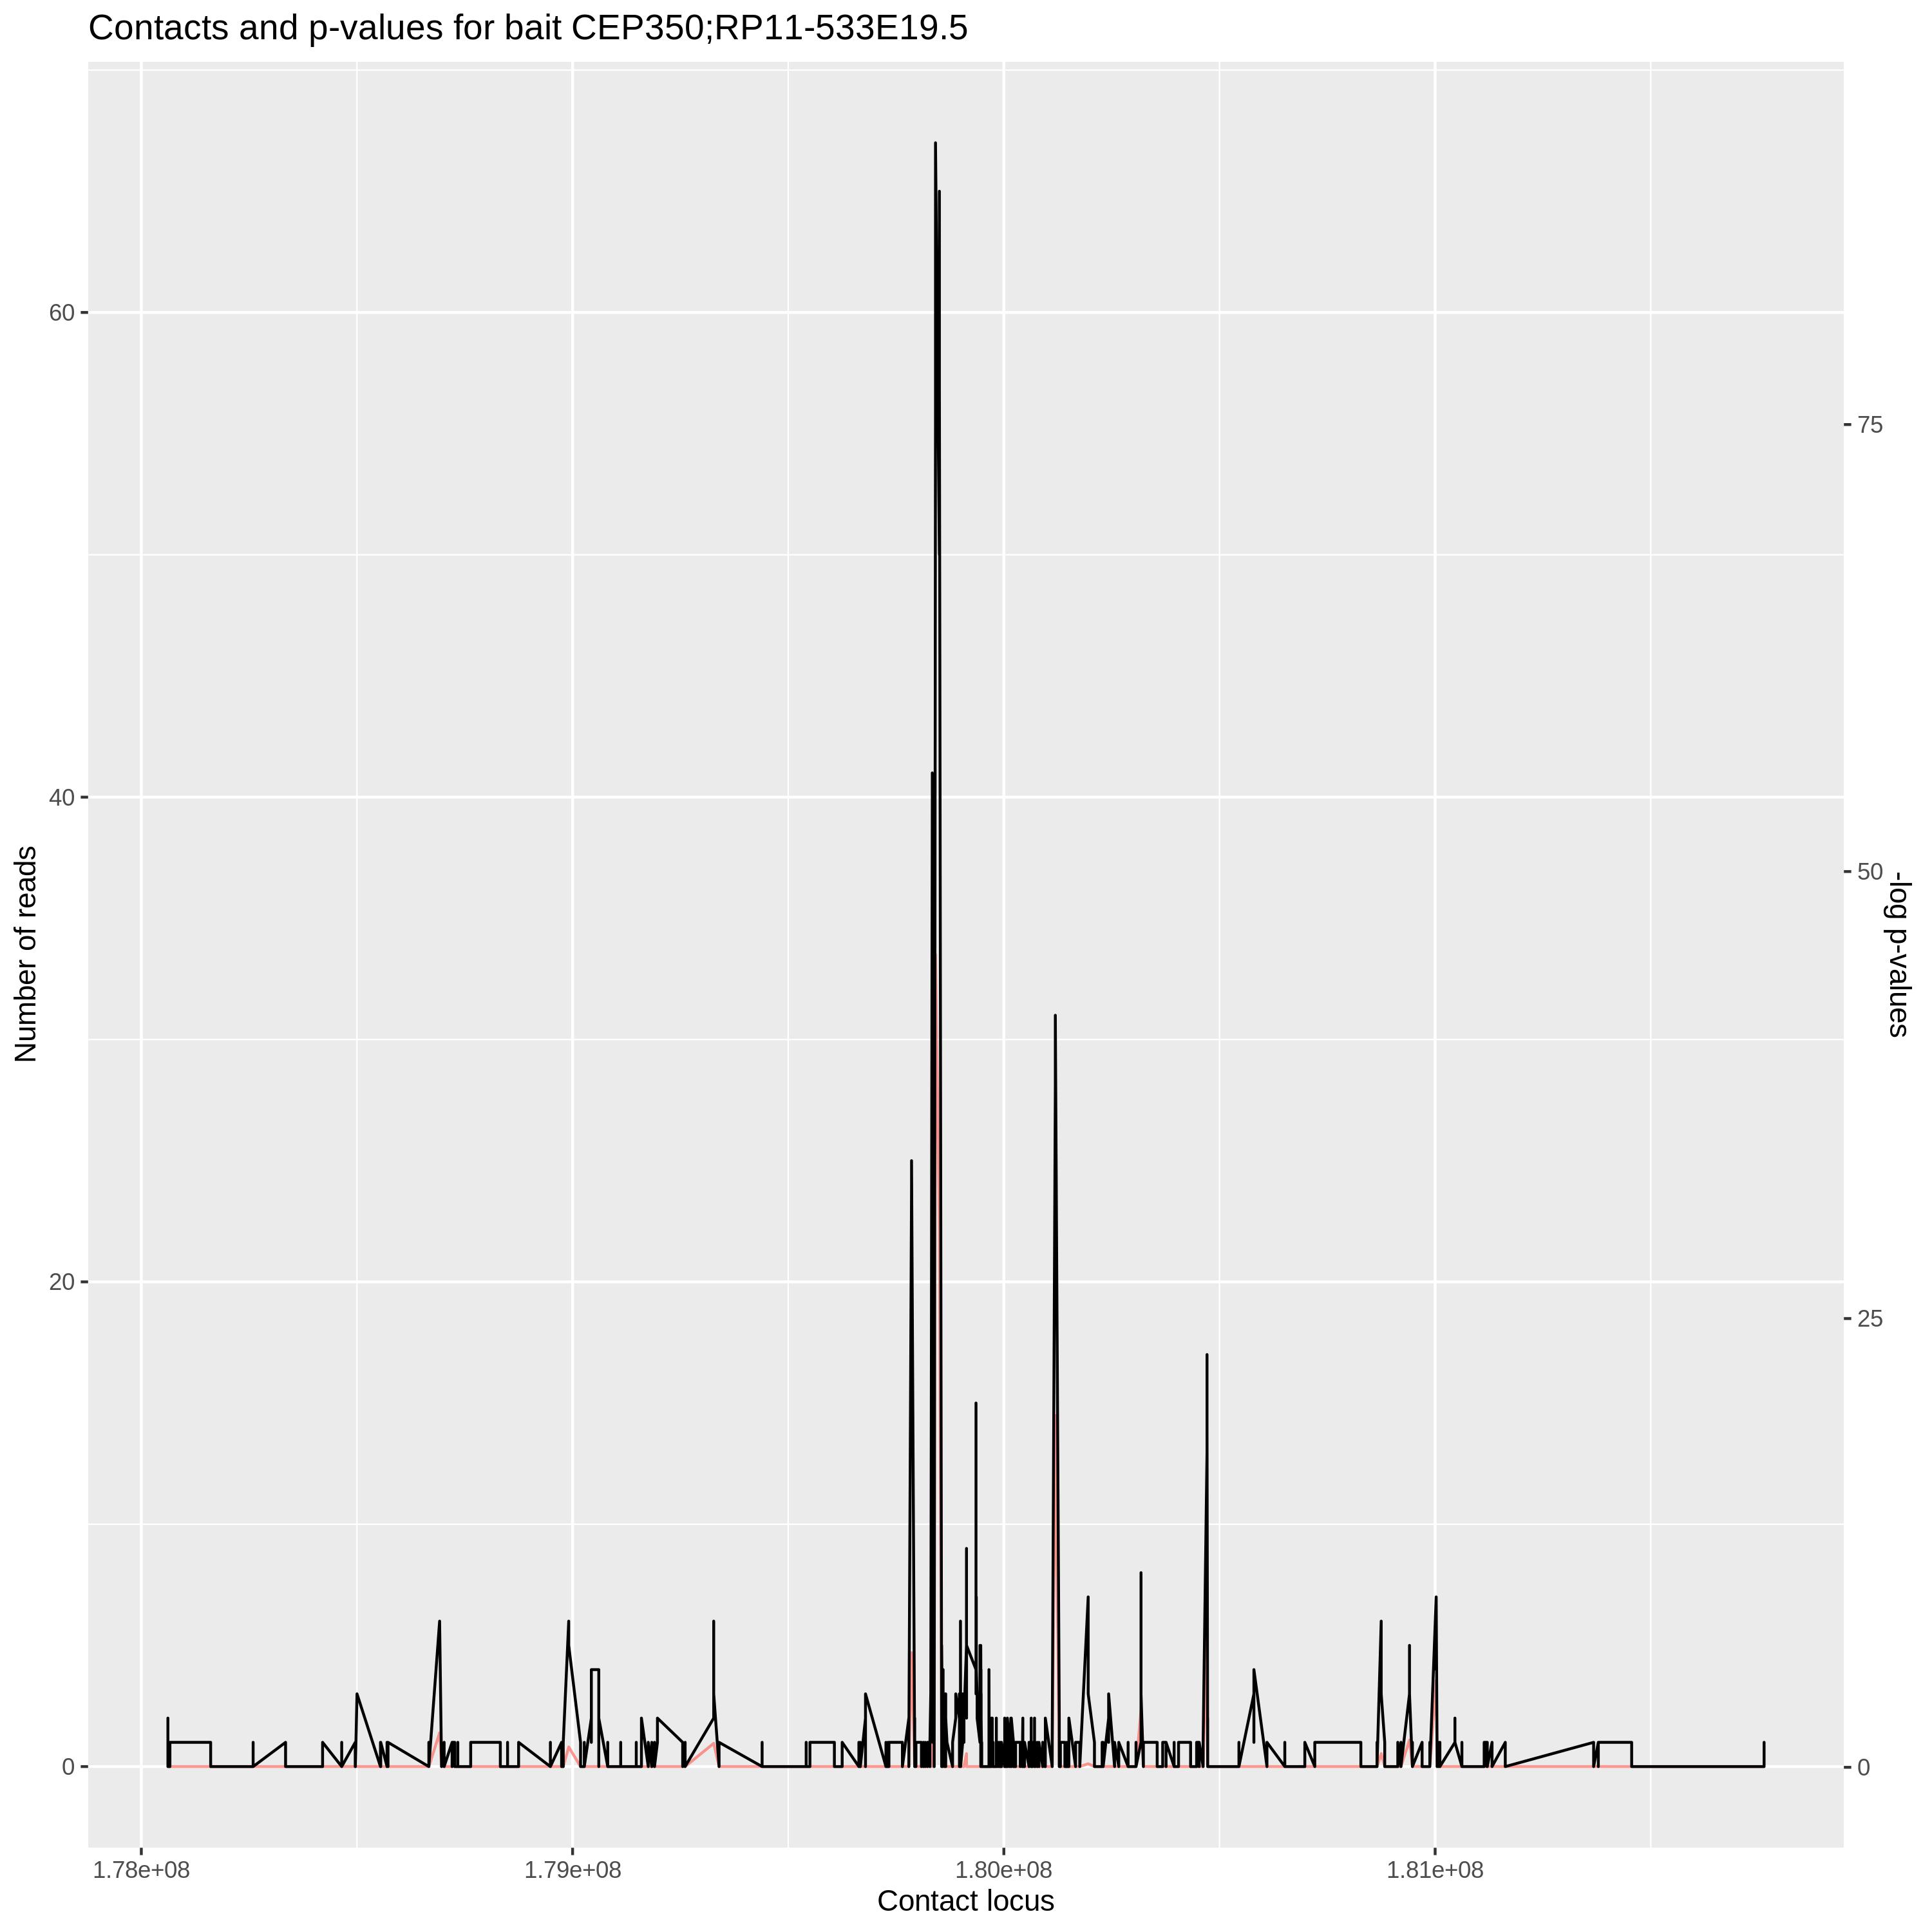 Contacts and p-values for bait CEP350;RP11-533E19.5
60
40
20
0
75
50
25
0
Number of reads
-log p-values
1.78e+08
1.79e+08
1.80e+08
1.81e+08
Contact locus